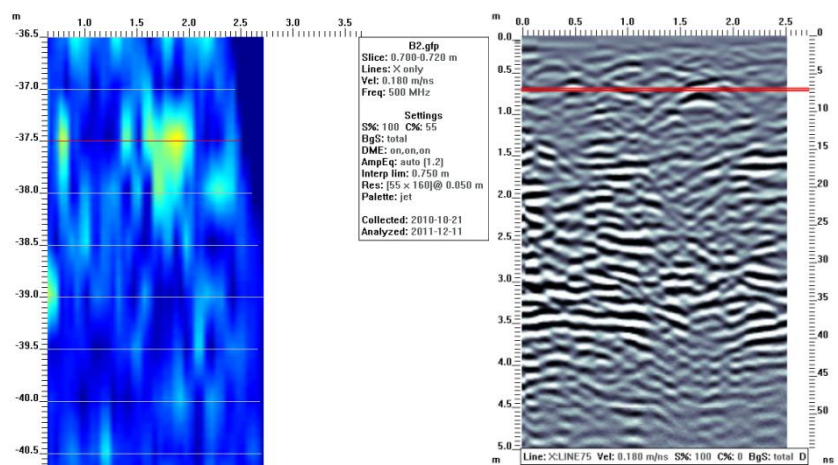 m
1.0 2.0 3.0
m
-36.5
-37.0
-37.5
-38.0
-38.5
-39.0
-39.5
-40.0
-40.5
B2.gfp
Slice: 0.700-0.720 m
Lines: X only
Vel: 0.180 m/ns
Freq: 500 MHz
Settings
S%: 100 C%: 55
BgS: total
DME: on,on,on
AmpEq: auto [1.2]
Interp lim: 0.750 m
Res: [55 x 160]@ 0.050 m
Palette: jet
Collected: 2010-10-21
Analyzed: 2011-12-11
m
0.0 0.5 1.0 1.5 2.0 2.5
0.0
0.5
1.0
1.5
2.0
2.5
3.0
3.5
4.0
4.5
5.0
m
0
5
10
15
20
25
30
35
40
45
50
ns
Line: X:LINE75 Vel: 0.180 m/ns S%: 100 C%: 0 BgS: total D